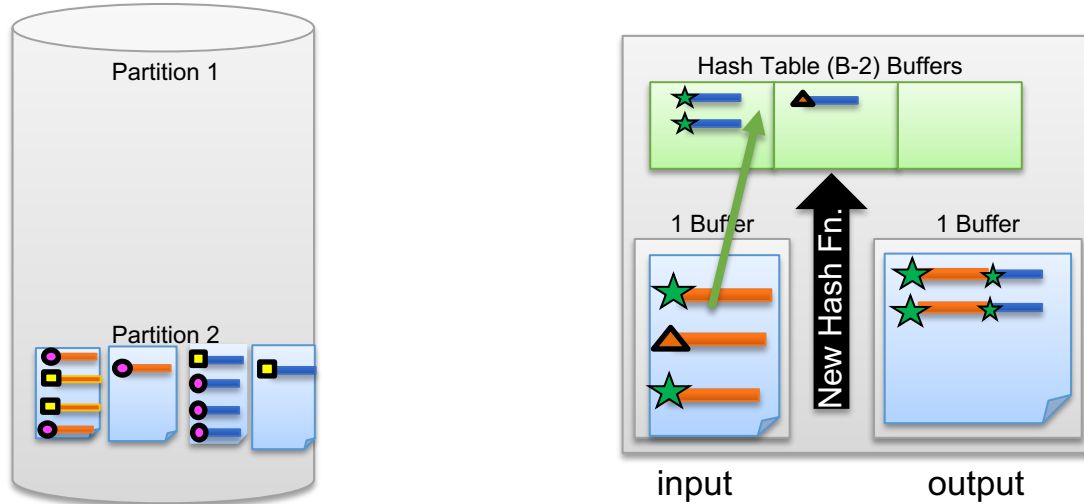 Partition 1
Partition 2
Hash Table (B-2) Buffers
1 Buffer
New Hash Fn.
1 Buffer
input
output